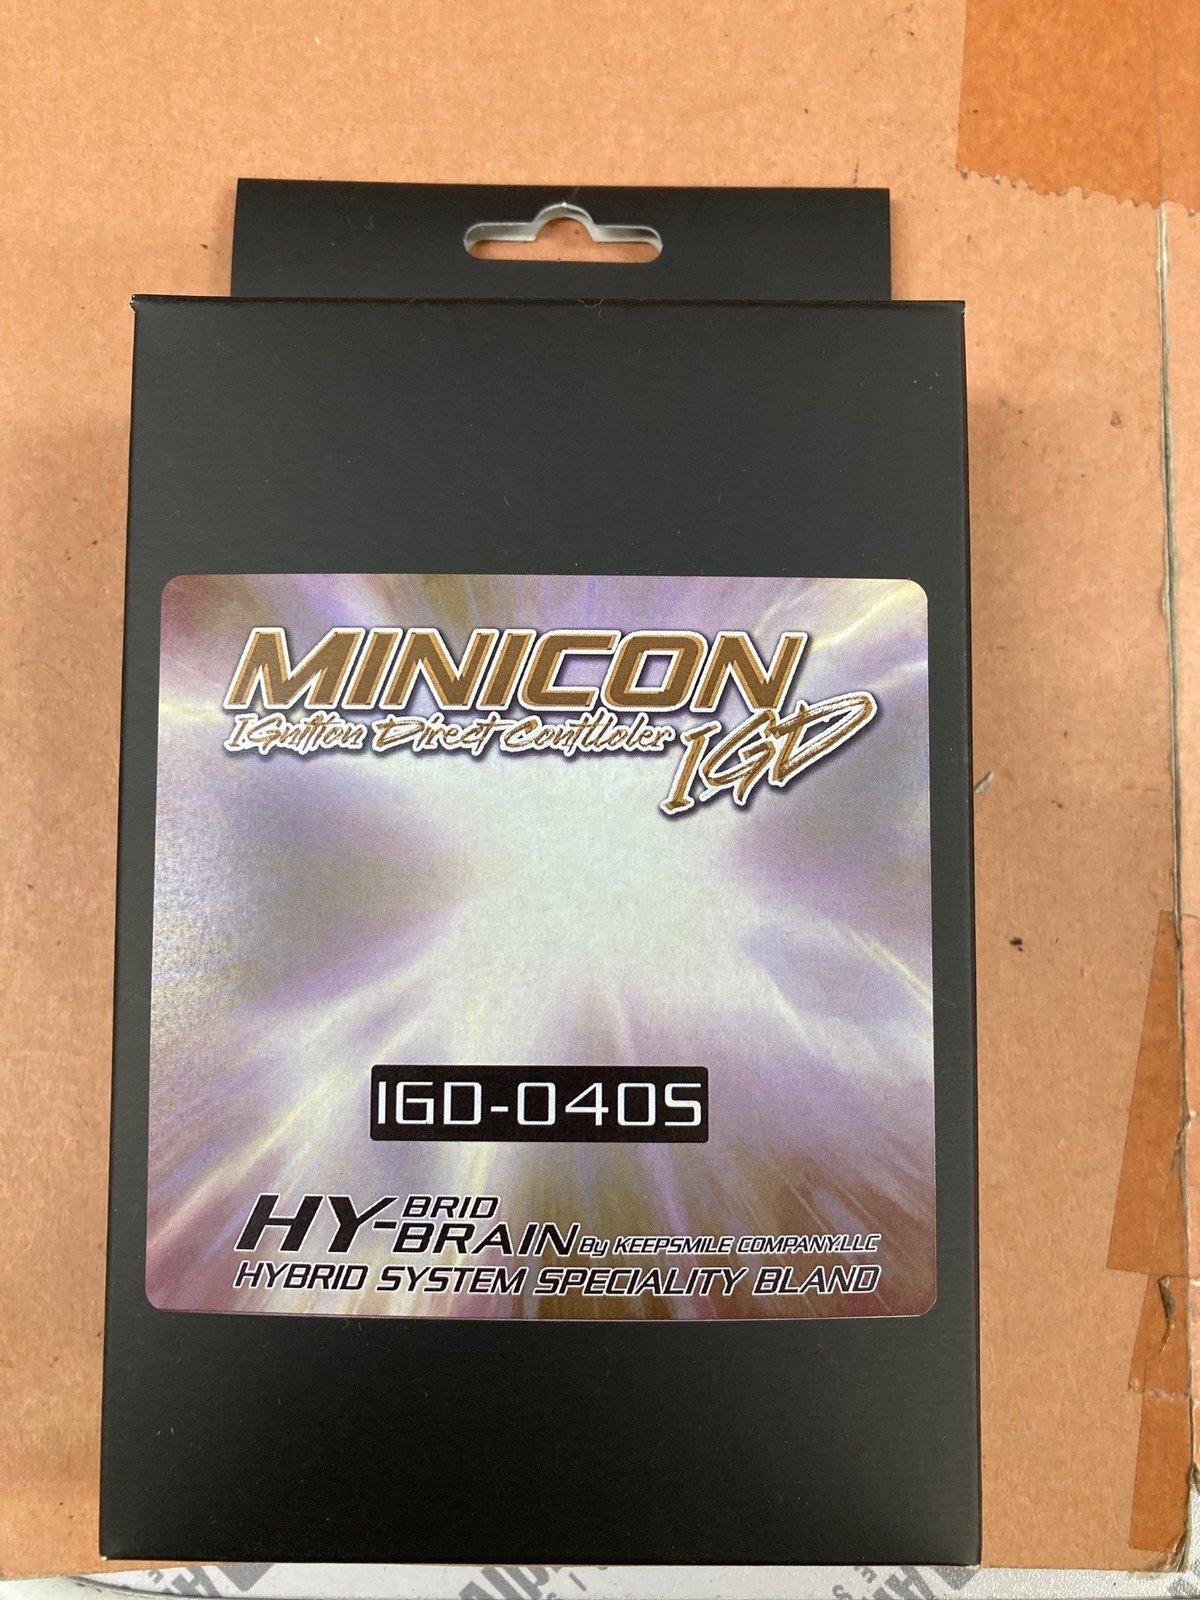 MINICON
IGnition Direct Contlloler IGD
IGD-040S
HY-BRID
BRAIN By KEEPSMILE COMPANY.LLC
HYBRID SYSTEM SPECIALITY BLAND